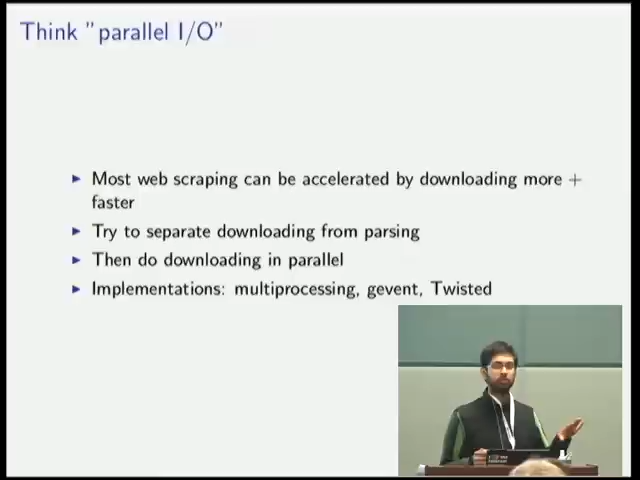 Think "parallel I/O"
▶ Most web scraping can be accelerated by downloading more +
faster
▶ Try to separate downloading from parsing
▶ Then do downloading in parallel
▶ Implementations: multiprocessing, gevent, Twisted